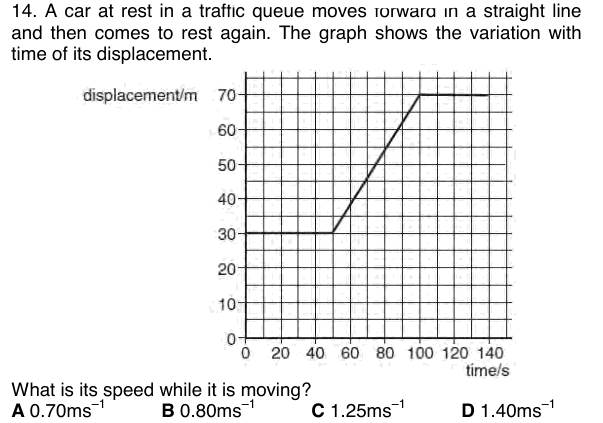 14. A car at rest in a traffic queue moves forward in a straight line
and then comes to rest again. The graph shows the variation with
time of its displacement.
displacement/m
70
60
50
40
30
20
10
0
0 20 40 60 80 100 120 140
time/s
What is its speed while it is moving?
A 0.70ms⁻¹ B 0.80ms⁻¹ C 1.25ms⁻¹ D 1.40ms⁻¹